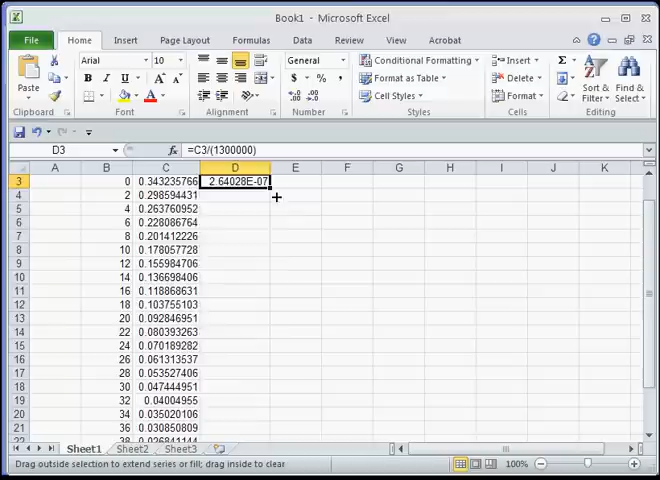 Book1 - Microsoft Excel
File Home Insert Page Layout Formulas Data Review View Acrobat
Paste
Arial 10
B I U
A A
General
$ % ,
Conditional Formatting
Format as Table
Cell Styles
Insert
Delete
Format
Σ
Sort & Filter
Find & Select
Clipboard Font Alignment Number Styles Cells Editing
D3 fx =C3/(1300000)
A B C D E F G H I J K
3 0 0.343235766 2.64028E-07
4 2 0.298594431
5 4 0.263760952
6 6 0.228086764
7 8 0.201412226
8 10 0.178057728
9 12 0.155984706
10 14 0.136698406
11 16 0.118868631
12 18 0.103755103
13 20 0.092846951
14 22 0.080393263
15 24 0.070189282
16 26 0.061313537
17 28 0.053527406
18 30 0.047444951
19 32 0.04004955
20 34 0.035020106
21 36 0.030850809
22 38 0.026841144
Sheet1 Sheet2 Sheet3
Drag outside selection to extend series or fill; drag inside to clear 100%